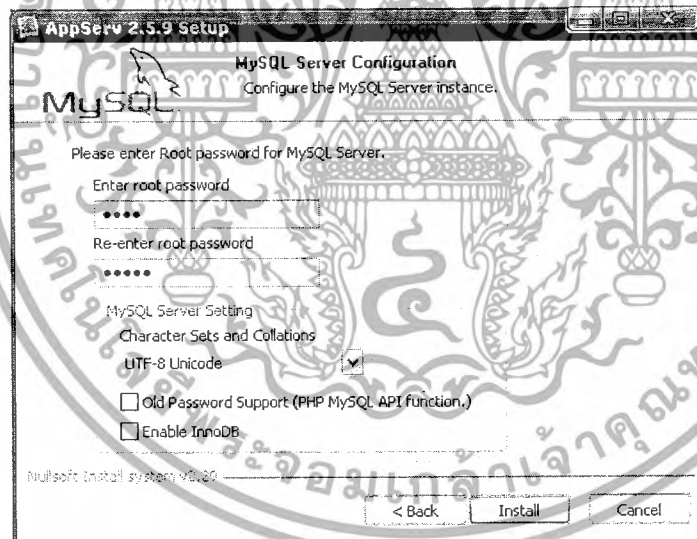 AppServ 2.5.9 Setup
MySQL Server Configuration
Configure the MySQL Server instance.
MySQL
Please enter Root password for MySQL Server.
Enter root password
••••
Re-enter root password
•••••
MySQL Server Setting
Character Sets and Collations
UTF-8 Unicode
Old Password Support (PHP MySQL API function.)
Enable InnoDB
Nullsoft Install system v2.20
< Back
Install
Cancel